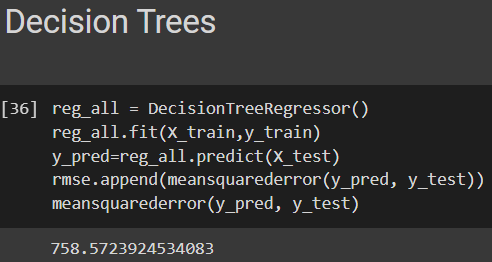 Decision Trees
[36] reg_all = DecisionTreeRegressor()
reg_all.fit(X_train,y_train)
y_pred=reg_all.predict(X_test)
rmse.append(meansquarederror(y_pred, y_test))
meansquarederror(y_pred, y_test)
758.5723924534083